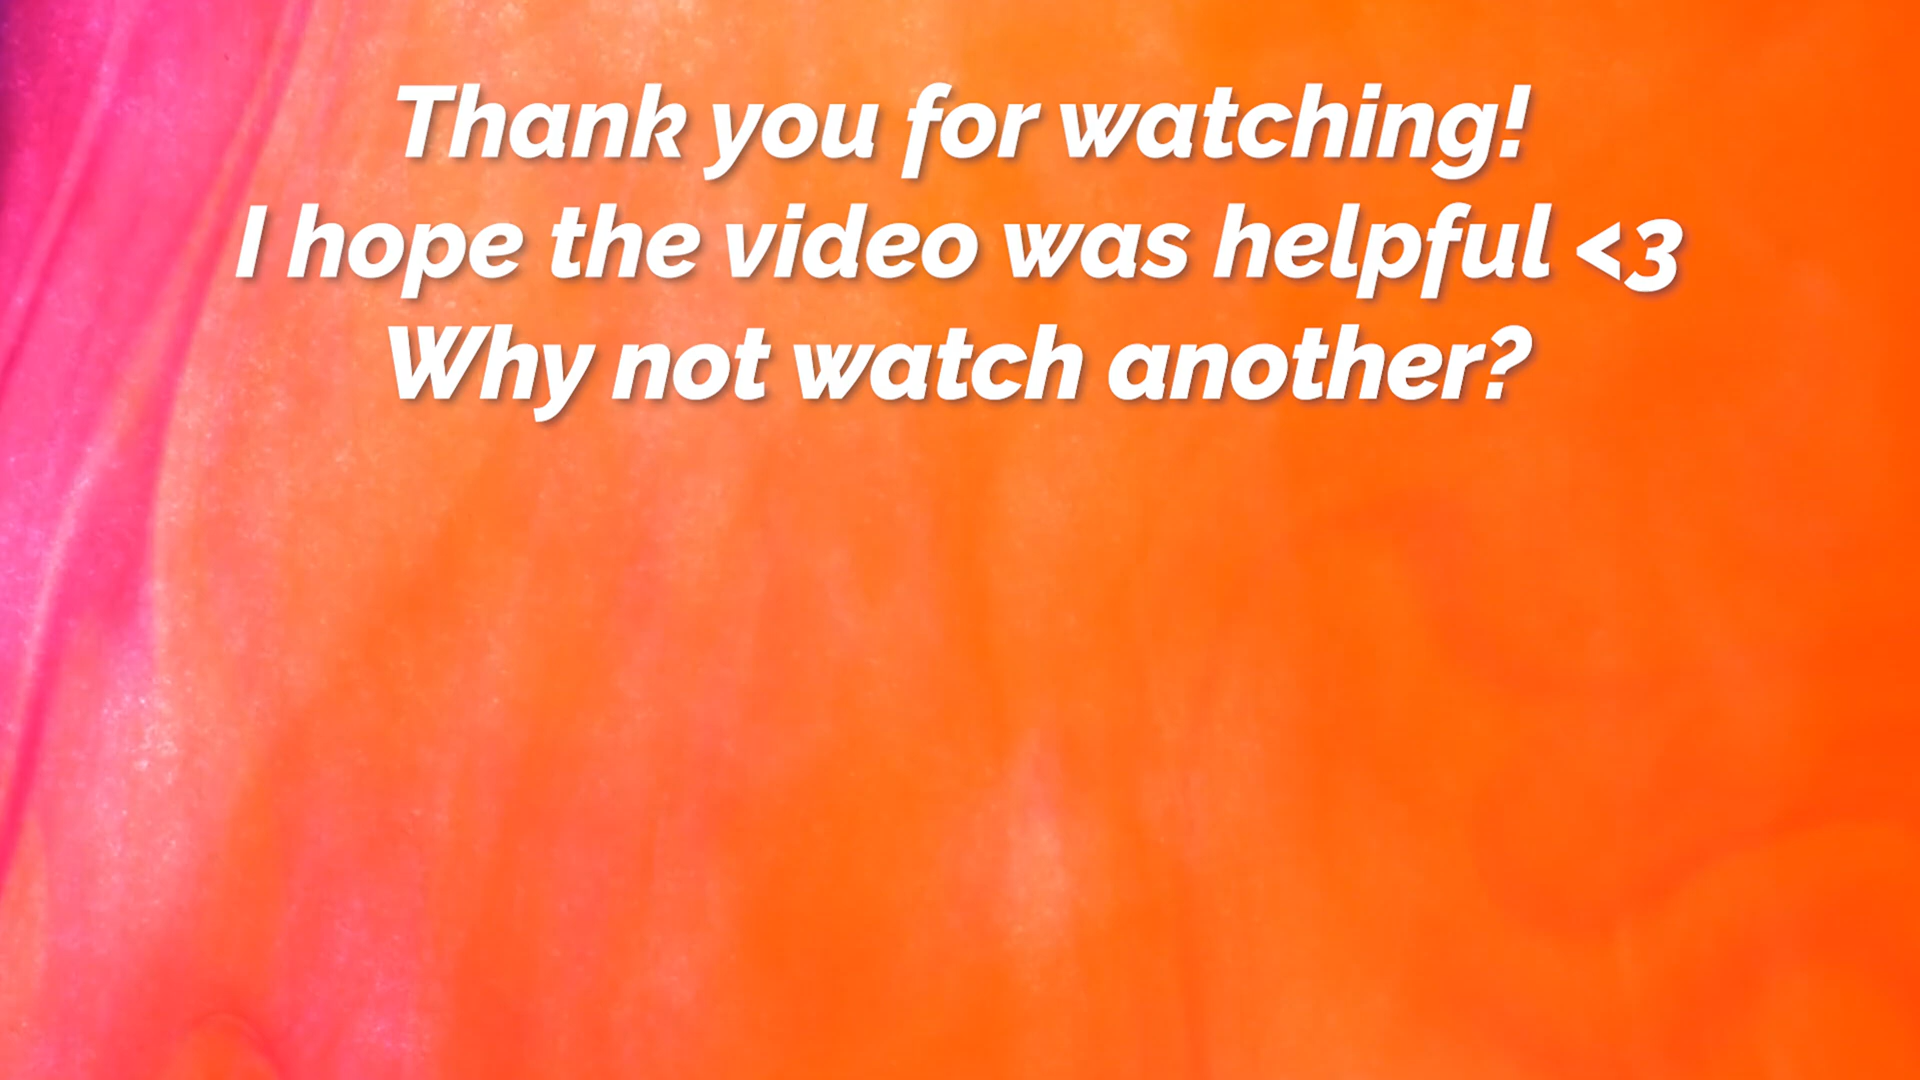 Thank you for watching!
I hope the video was helpful <3
Why not watch another?